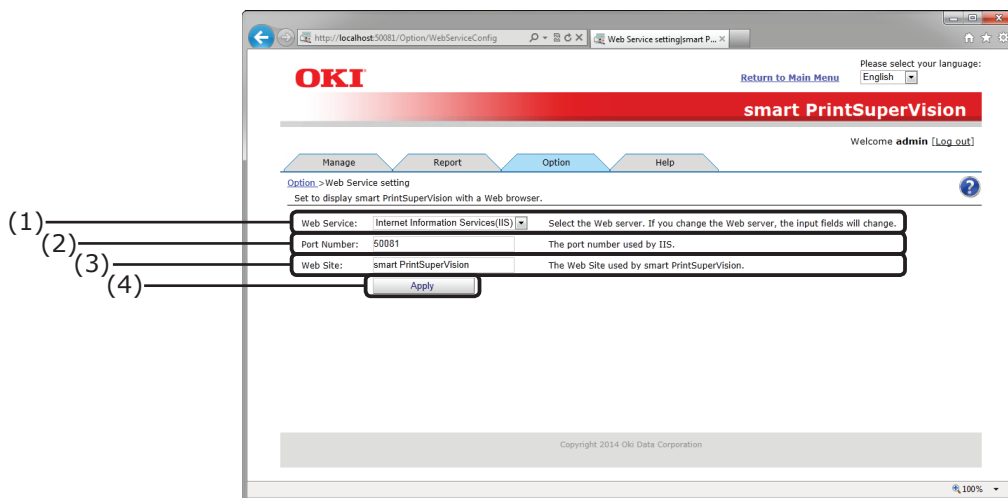 http://localhost:50081/Option/WebServiceConfig
Web Service setting|smart P...
OKI
Return to Main Menu
Please select your language:
English
smart PrintSuperVision
Welcome admin [Log out]
Manage
Report
Option
Help
Option >Web Service setting
?
Set to display smart PrintSuperVision with a Web browser.
(1)
Web Service: Internet Information Services(IIS) Select the Web server. If you change the Web server, the input fields will change.
(2)
Port Number: 50081 The port number used by IIS.
(3)
Web Site: smart PrintSuperVision The Web Site used by smart PrintSuperVision.
(4)
Apply
Copyright 2014 Oki Data Corporation
100%